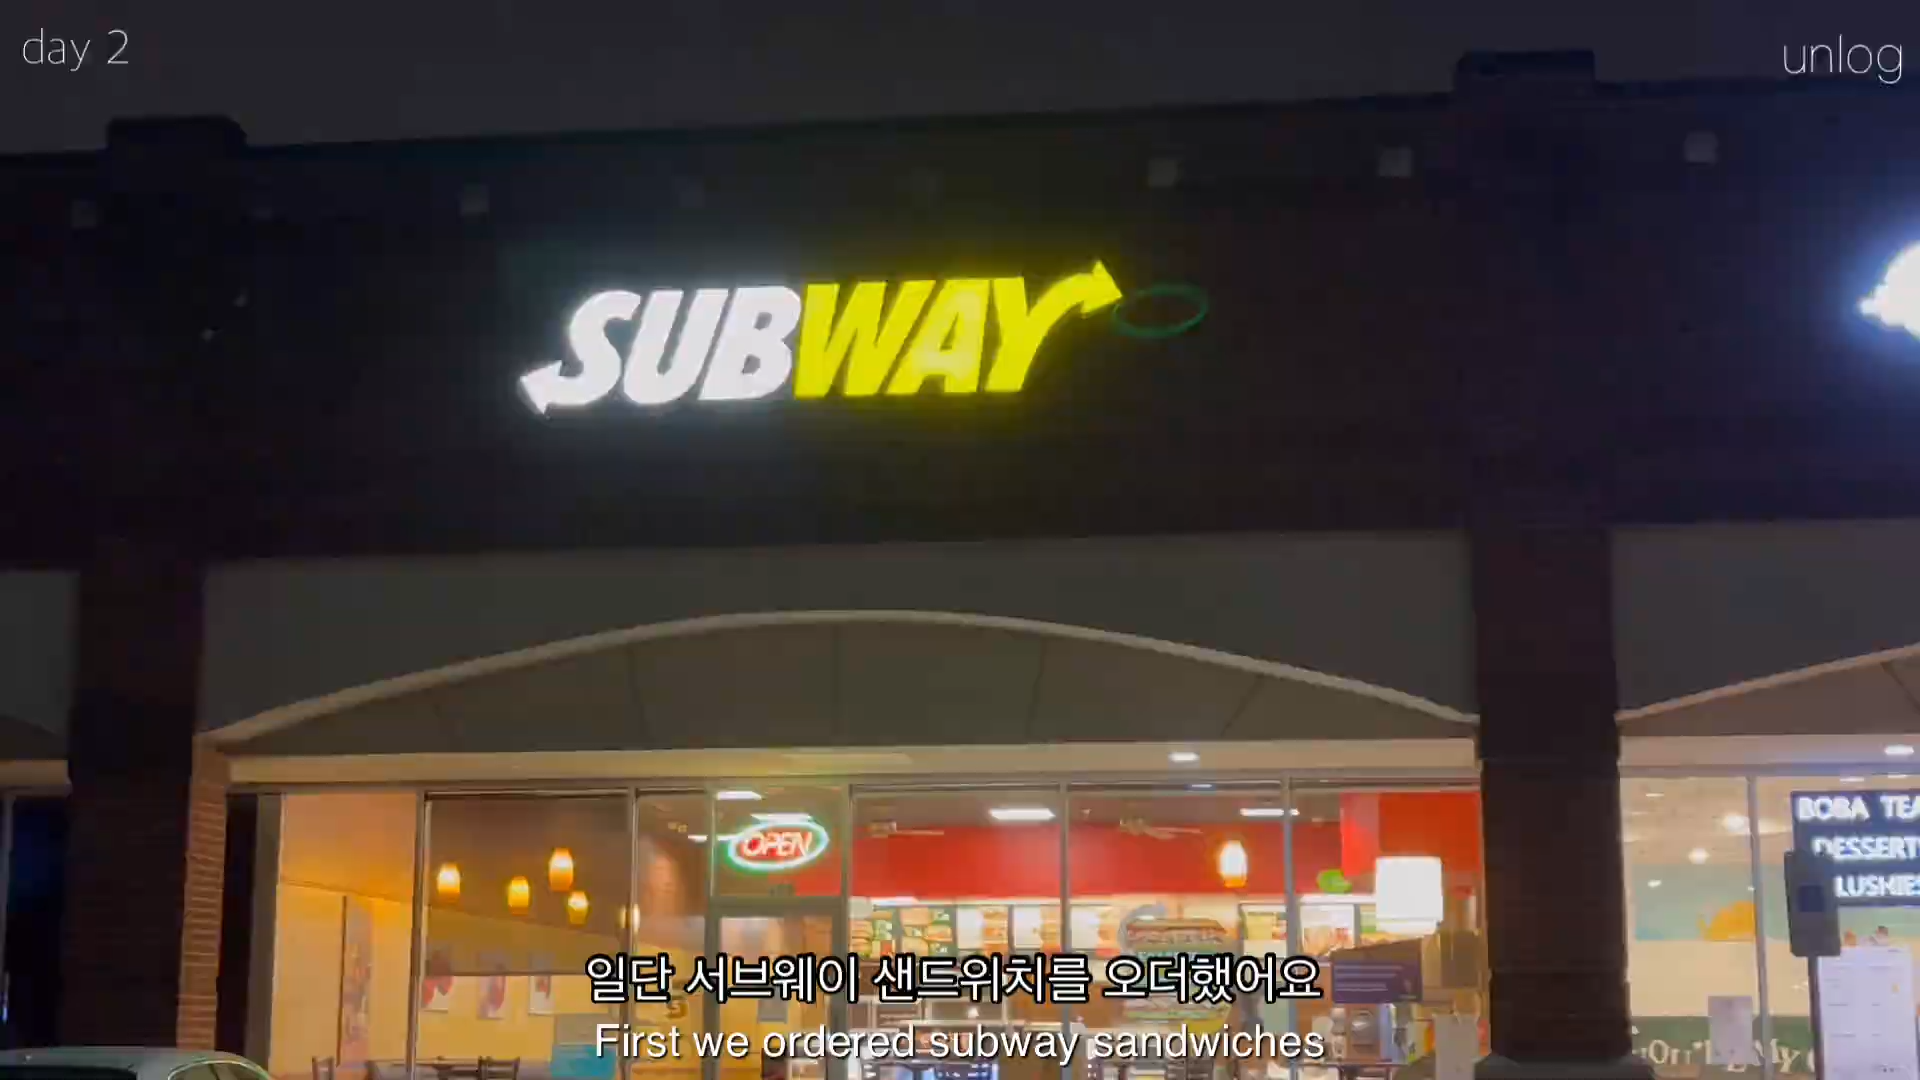 day 2
unlog
SUBWAY
OPEN
BOBA TEA
DESSERT
LUSHIES
일단 서브웨이 샌드위치를 오더했어요
First we ordered subway sandwiches